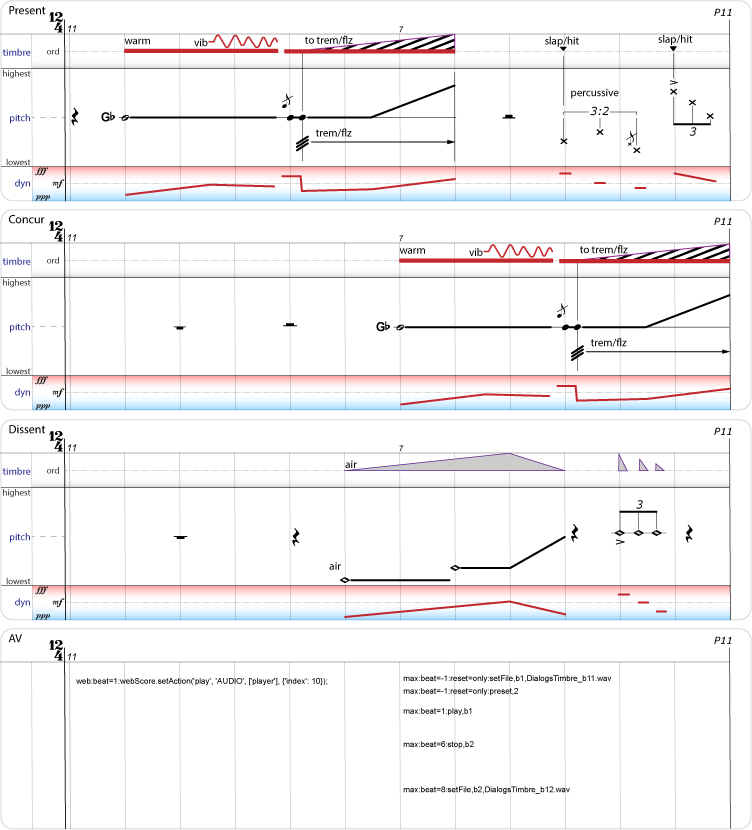 Present
12
4
11
7
P11
timbre ord warm vib to trem/flz slap/hit slap/hit
highest
percussive
3:2
pitch G♭
trem/flz
3
lowest
fff
dyn mf
ppp
Concur
12
4
11
7
P11
timbre ord warm vib to trem/flz
highest
pitch G♭
trem/flz
lowest
fff
dyn mf
ppp
Dissent
12
4
11
7
P11
timbre ord air
highest
3
pitch
air
lowest
fff
dyn mf
ppp
AV
12
4
11
P11
web:beat=1:webScore.setAction('play', 'AUDIO', ['player'], {'index': 10});
max:beat=-1:reset=only:setFile,b1,DialogsTimbre_b11.wav
max:beat=-1:reset=only:preset,2
max:beat=1:play,b1
max:beat=6:stop,b2
max:beat=8:setFile,b2,DialogsTimbre_b12.wav